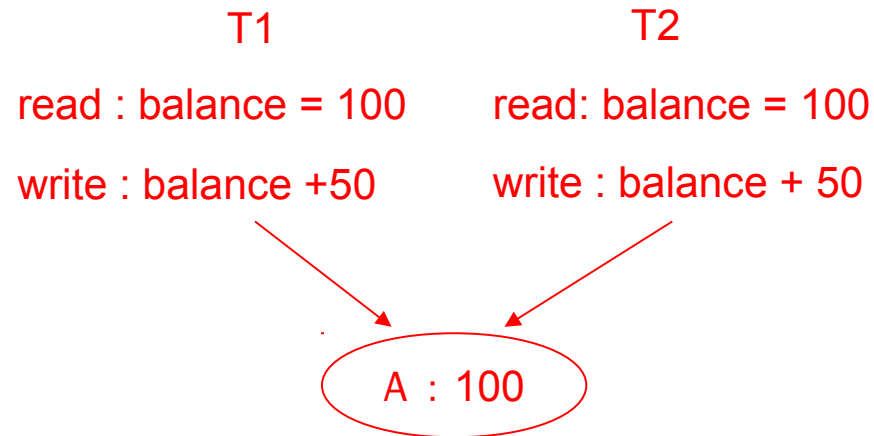 T1 T2
read : balance = 100 read: balance = 100
write : balance +50 write : balance + 50
A : 100